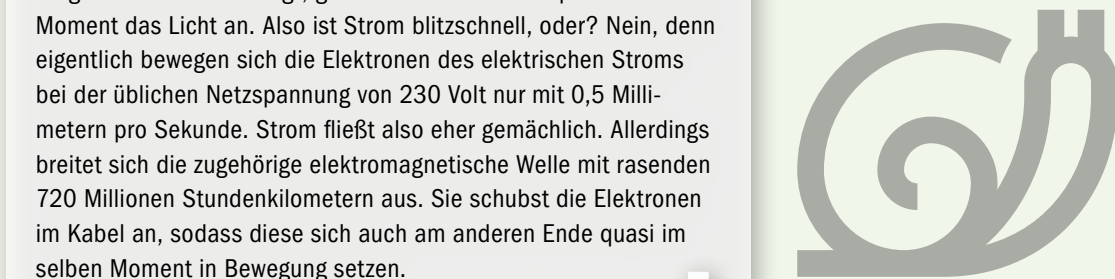 Moment das Licht an. Also ist Strom blitzschnell, oder? Nein, denn
eigentlich bewegen sich die Elektronen des elektrischen Stroms
bei der üblichen Netzspannung von 230 Volt nur mit 0,5 Milli-
metern pro Sekunde. Strom fließt also eher gemächlich. Allerdings
breitet sich die zugehörige elektromagnetische Welle mit rasenden
720 Millionen Stundenkilometern aus. Sie schubst die Elektronen
im Kabel an, sodass diese sich auch am anderen Ende quasi im
selben Moment in Bewegung setzen.